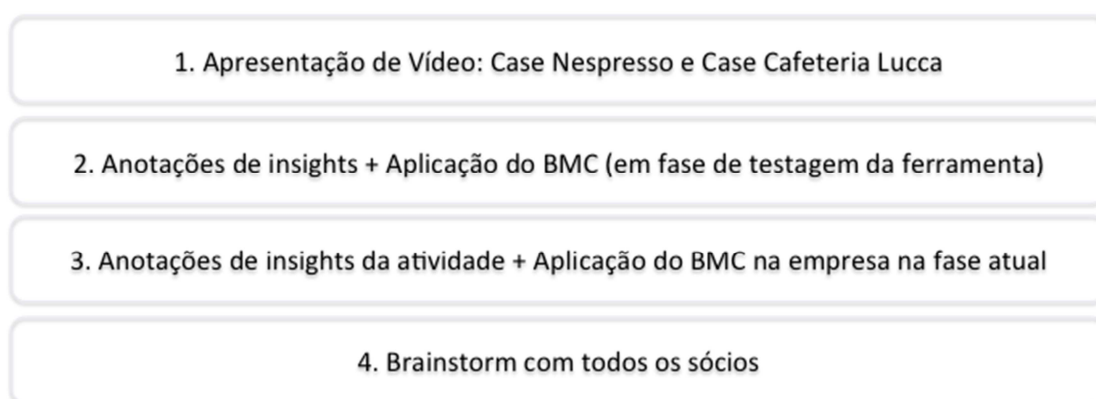 1. Apresentação de Vídeo: Case Nespresso e Case Cafeteria Lucca
2. Anotações de insights + Aplicação do BMC (em fase de testagem da ferramenta)
3. Anotações de insights da atividade + Aplicação do BMC na empresa na fase atual
4. Brainstorm com todos os sócios